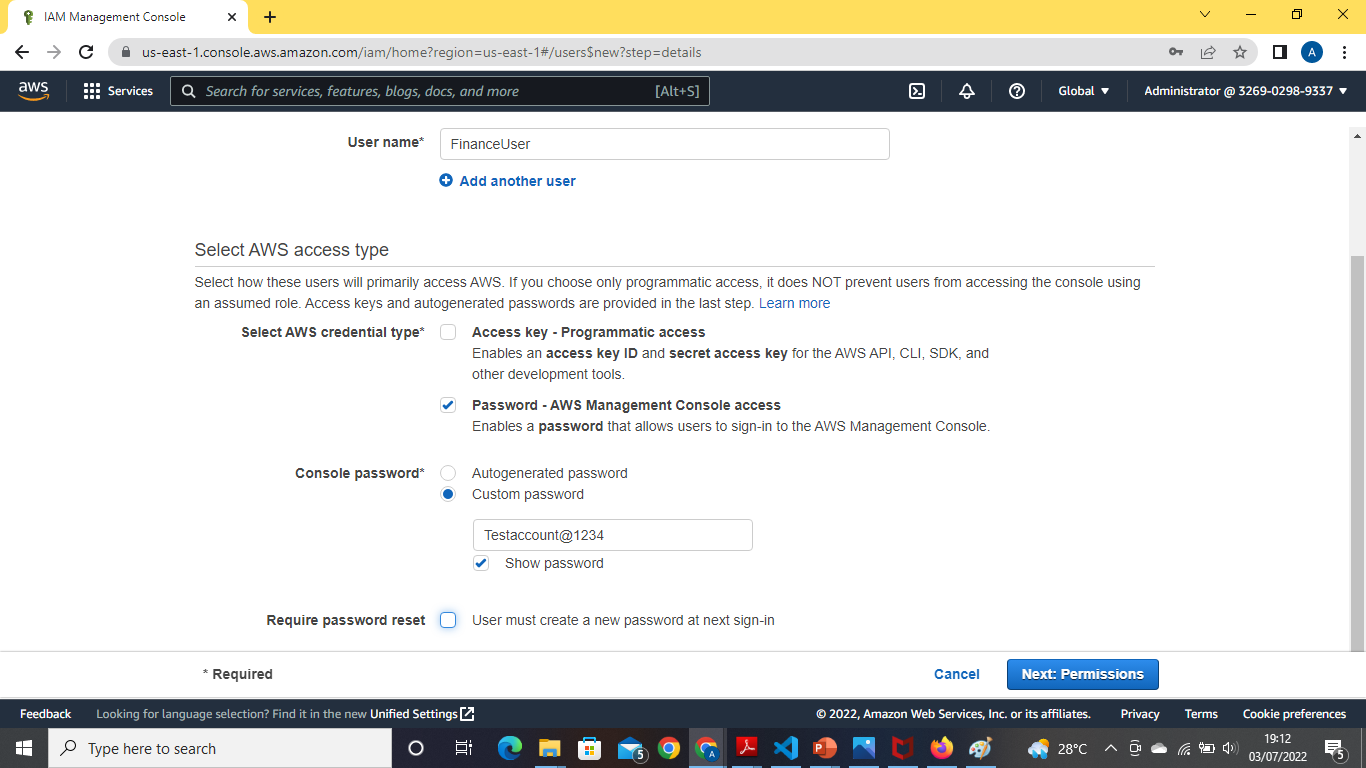 IAM Management Console
us-east-1.console.aws.amazon.com/iam/home?region=us-east-1#/users$new?step=details
A
aws
Services
Search for services, features, blogs, docs, and more
[Alt+S]
Global
Administrator @ 3269-0298-9337
User name*
FinanceUser
Add another user
Select AWS access type
Select how these users will primarily access AWS. If you choose only programmatic access, it does NOT prevent users from accessing the console using
an assumed role. Access keys and autogenerated passwords are provided in the last step. Learn more
Select AWS credential type*
Access key - Programmatic access
Enables an access key ID and secret access key for the AWS API, CLI, SDK, and
other development tools.
Password - AWS Management Console access
Enables a password that allows users to sign-in to the AWS Management Console.
Console password*
Autogenerated password
Custom password
Testaccount@1234
Show password
Require password reset
User must create a new password at next sign-in
* Required
Cancel
Next: Permissions
Feedback
Looking for language selection? Find it in the new Unified Settings
© 2022, Amazon Web Services, Inc. or its affiliates.
Privacy
Terms
Cookie preferences
Type here to search
5
A
28°C
19:12
03/07/2022
5